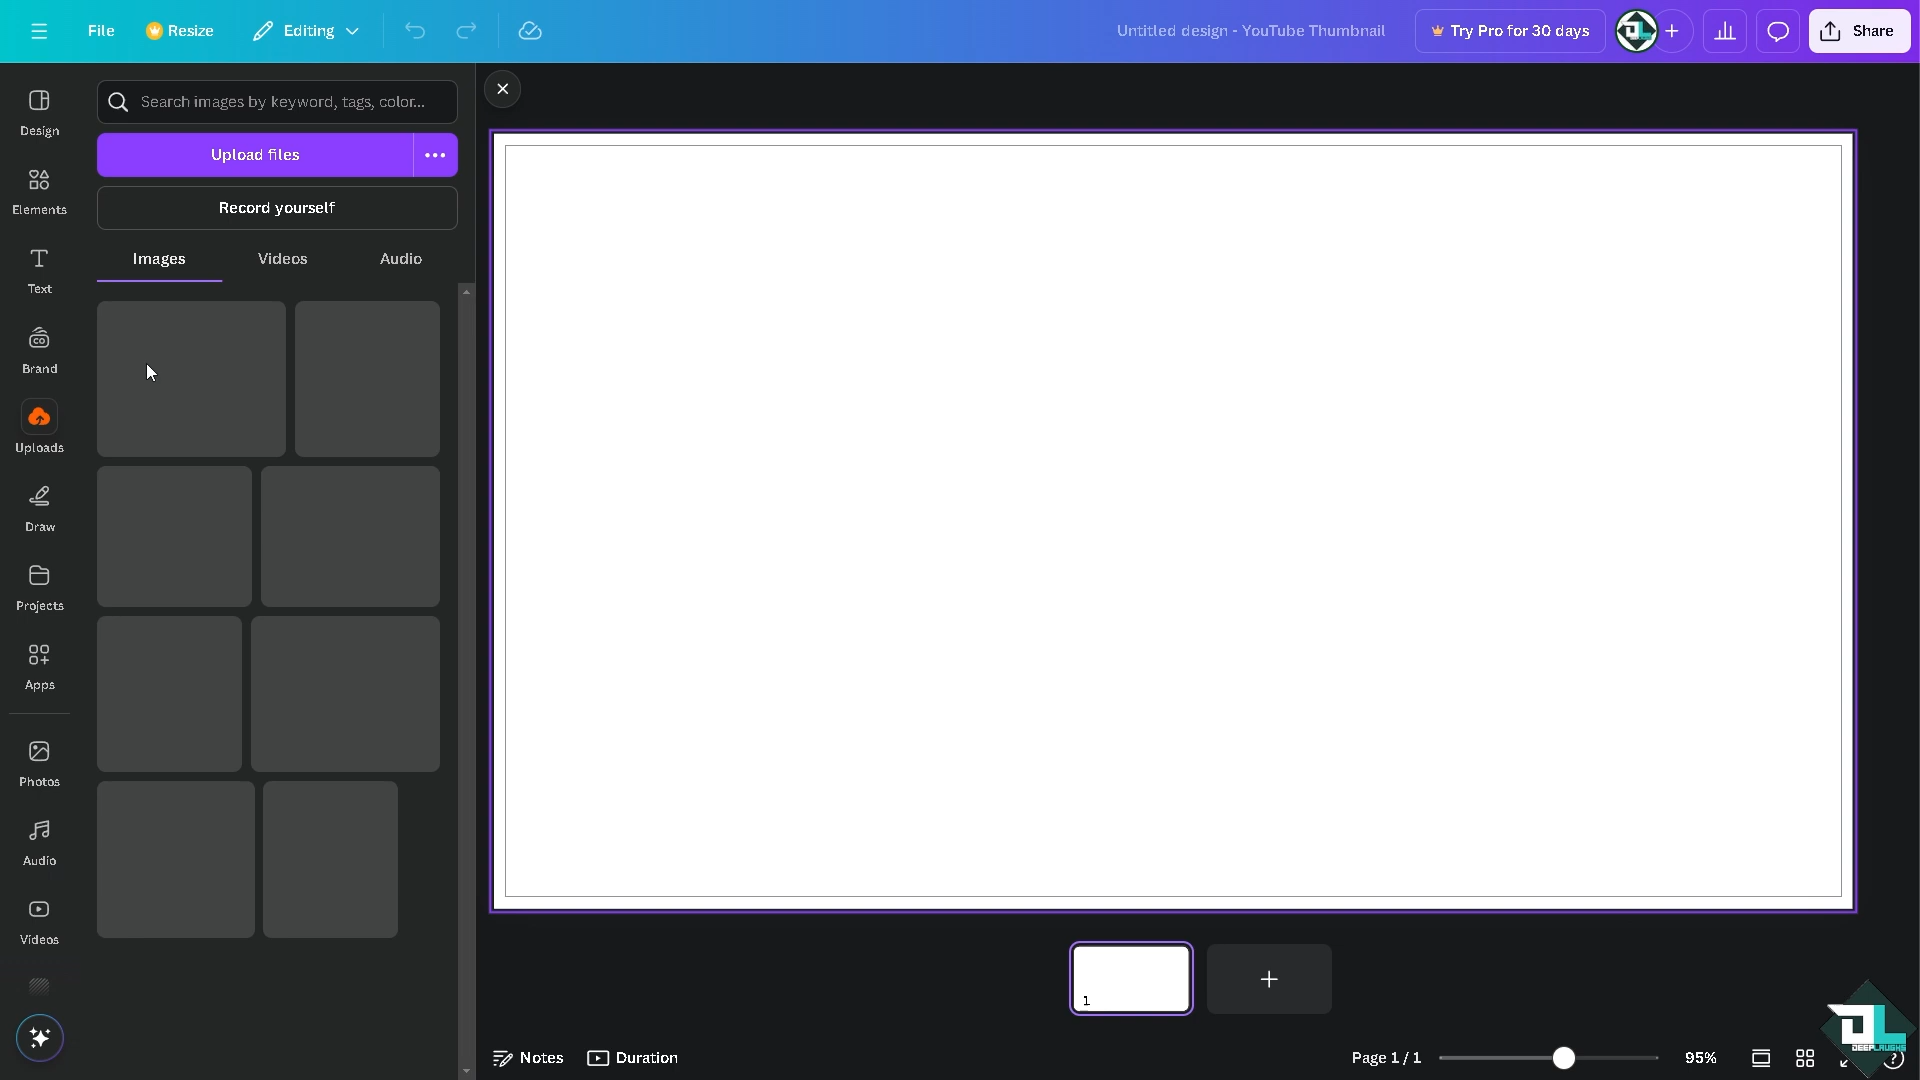 File
Resize
Editing
Untitled design - YouTube Thumbnail
Try Pro for 30 days
Share
Design
Elements
Text
Brand
Uploads
Draw
Projects
Apps
Photos
Audio
Videos
Search images by keyword, tags, color...
Upload files
Record yourself
Images
Videos
Audio
1
Notes
Duration
Page 1 / 1
95%
DL
DEEPLAUGHS